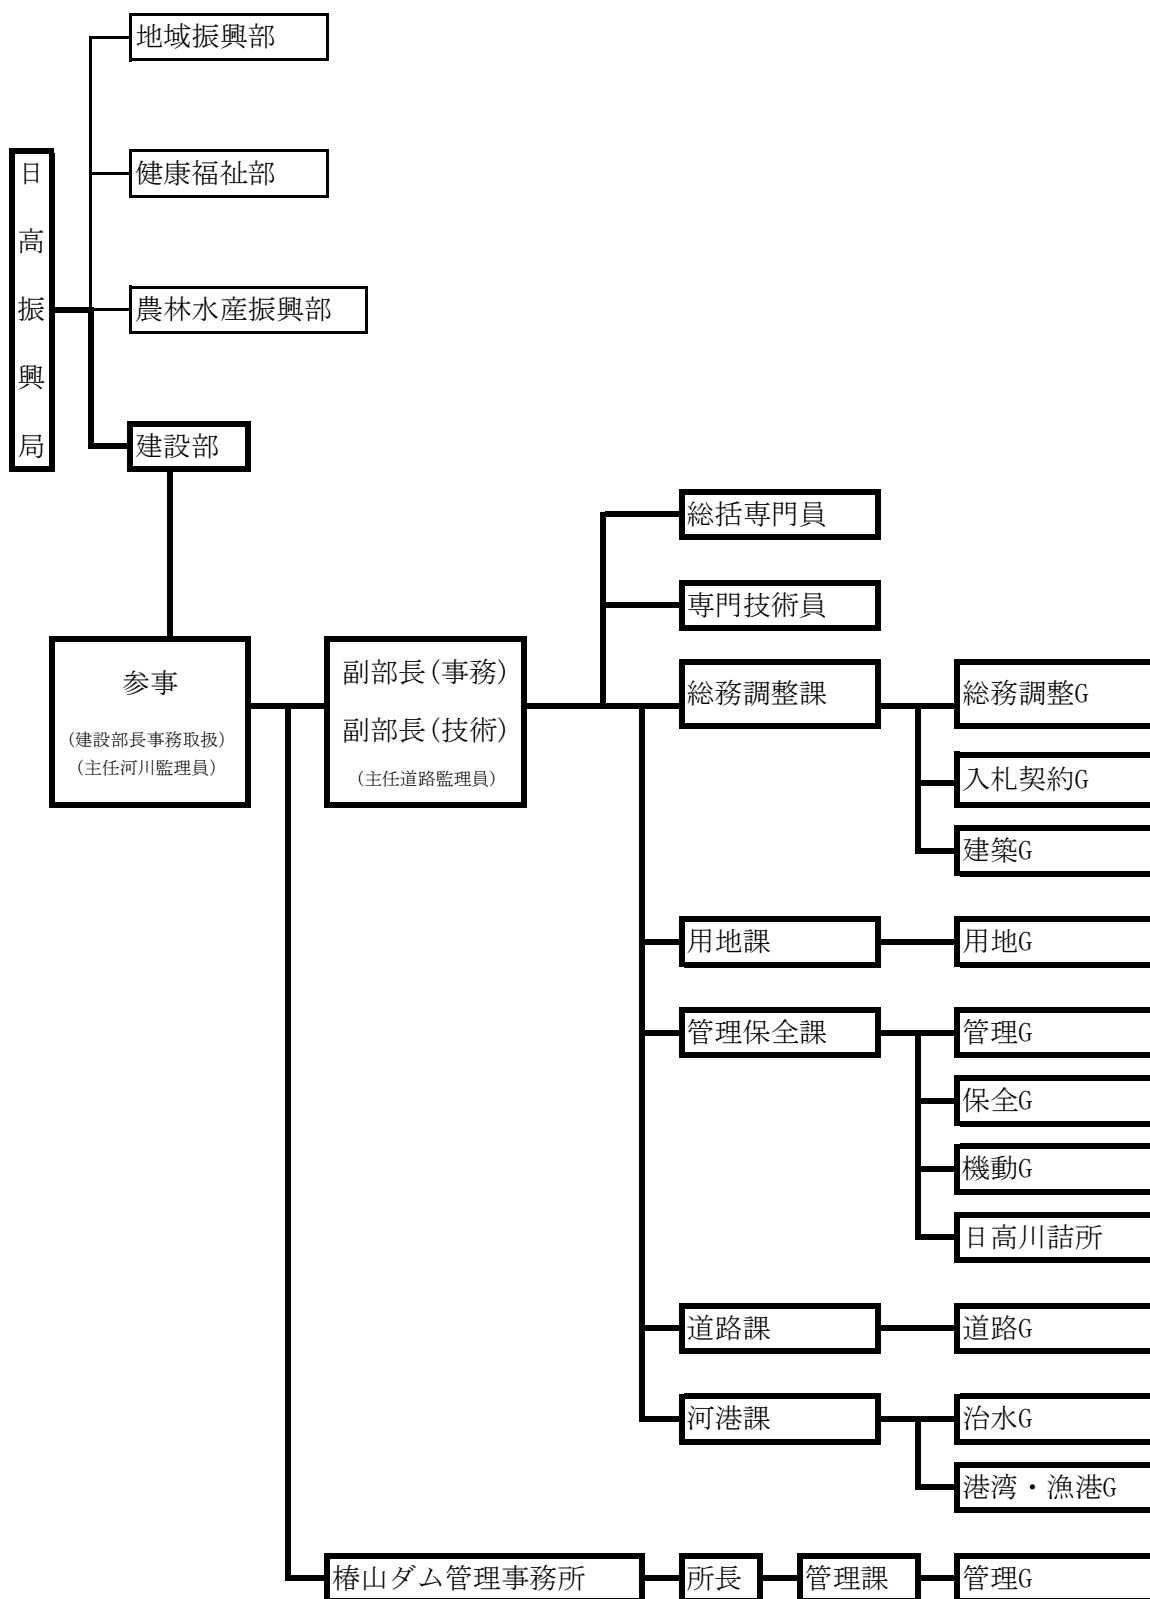 地域振興部
健康福祉部
日高振興局
農林水産振興部
建設部
総括専門員
専門技術員
参事
(建設部長事務取扱)
(主任河川監理員)
副部長(事務)
副部長(技術)
(主任道路監理員)
総務調整課
総務調整G
入札契約G
建築G
用地課
用地G
管理保全課
管理G
保全G
機動G
日高川詰所
道路課
道路G
河港課
治水G
港湾・漁港G
椿山ダム管理事務所
所長
管理課
管理G